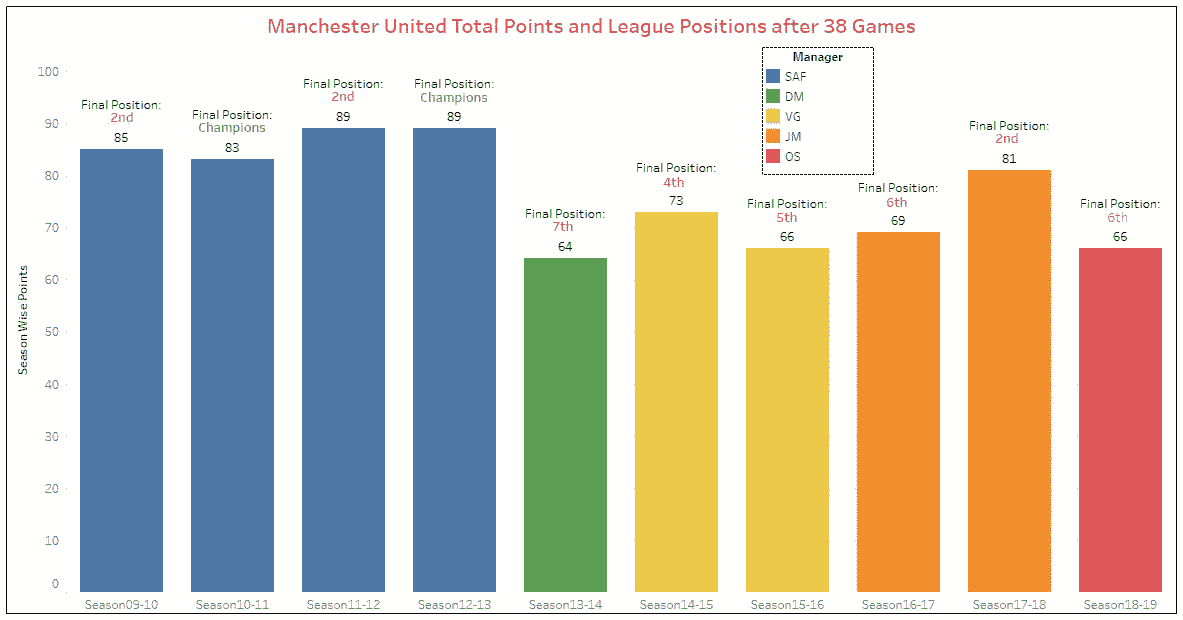 Manchester United Total Points and League Positions after 38 Games
Manager
SAF
DM
VG
JM
OS
Season Wise Points
100
90
80
70
60
50
40
30
20
10
0
Final Position:
2nd
85
Final Position:
Champions
83
Final Position:
2nd
89
Final Position:
Champions
89
Final Position:
7th
64
Final Position:
4th
73
Final Position:
5th
66
Final Position:
6th
69
Final Position:
2nd
81
Final Position:
6th
66
Season09-10
Season10-11
Season11-12
Season12-13
Season13-14
Season14-15
Season15-16
Season16-17
Season17-18
Season18-19